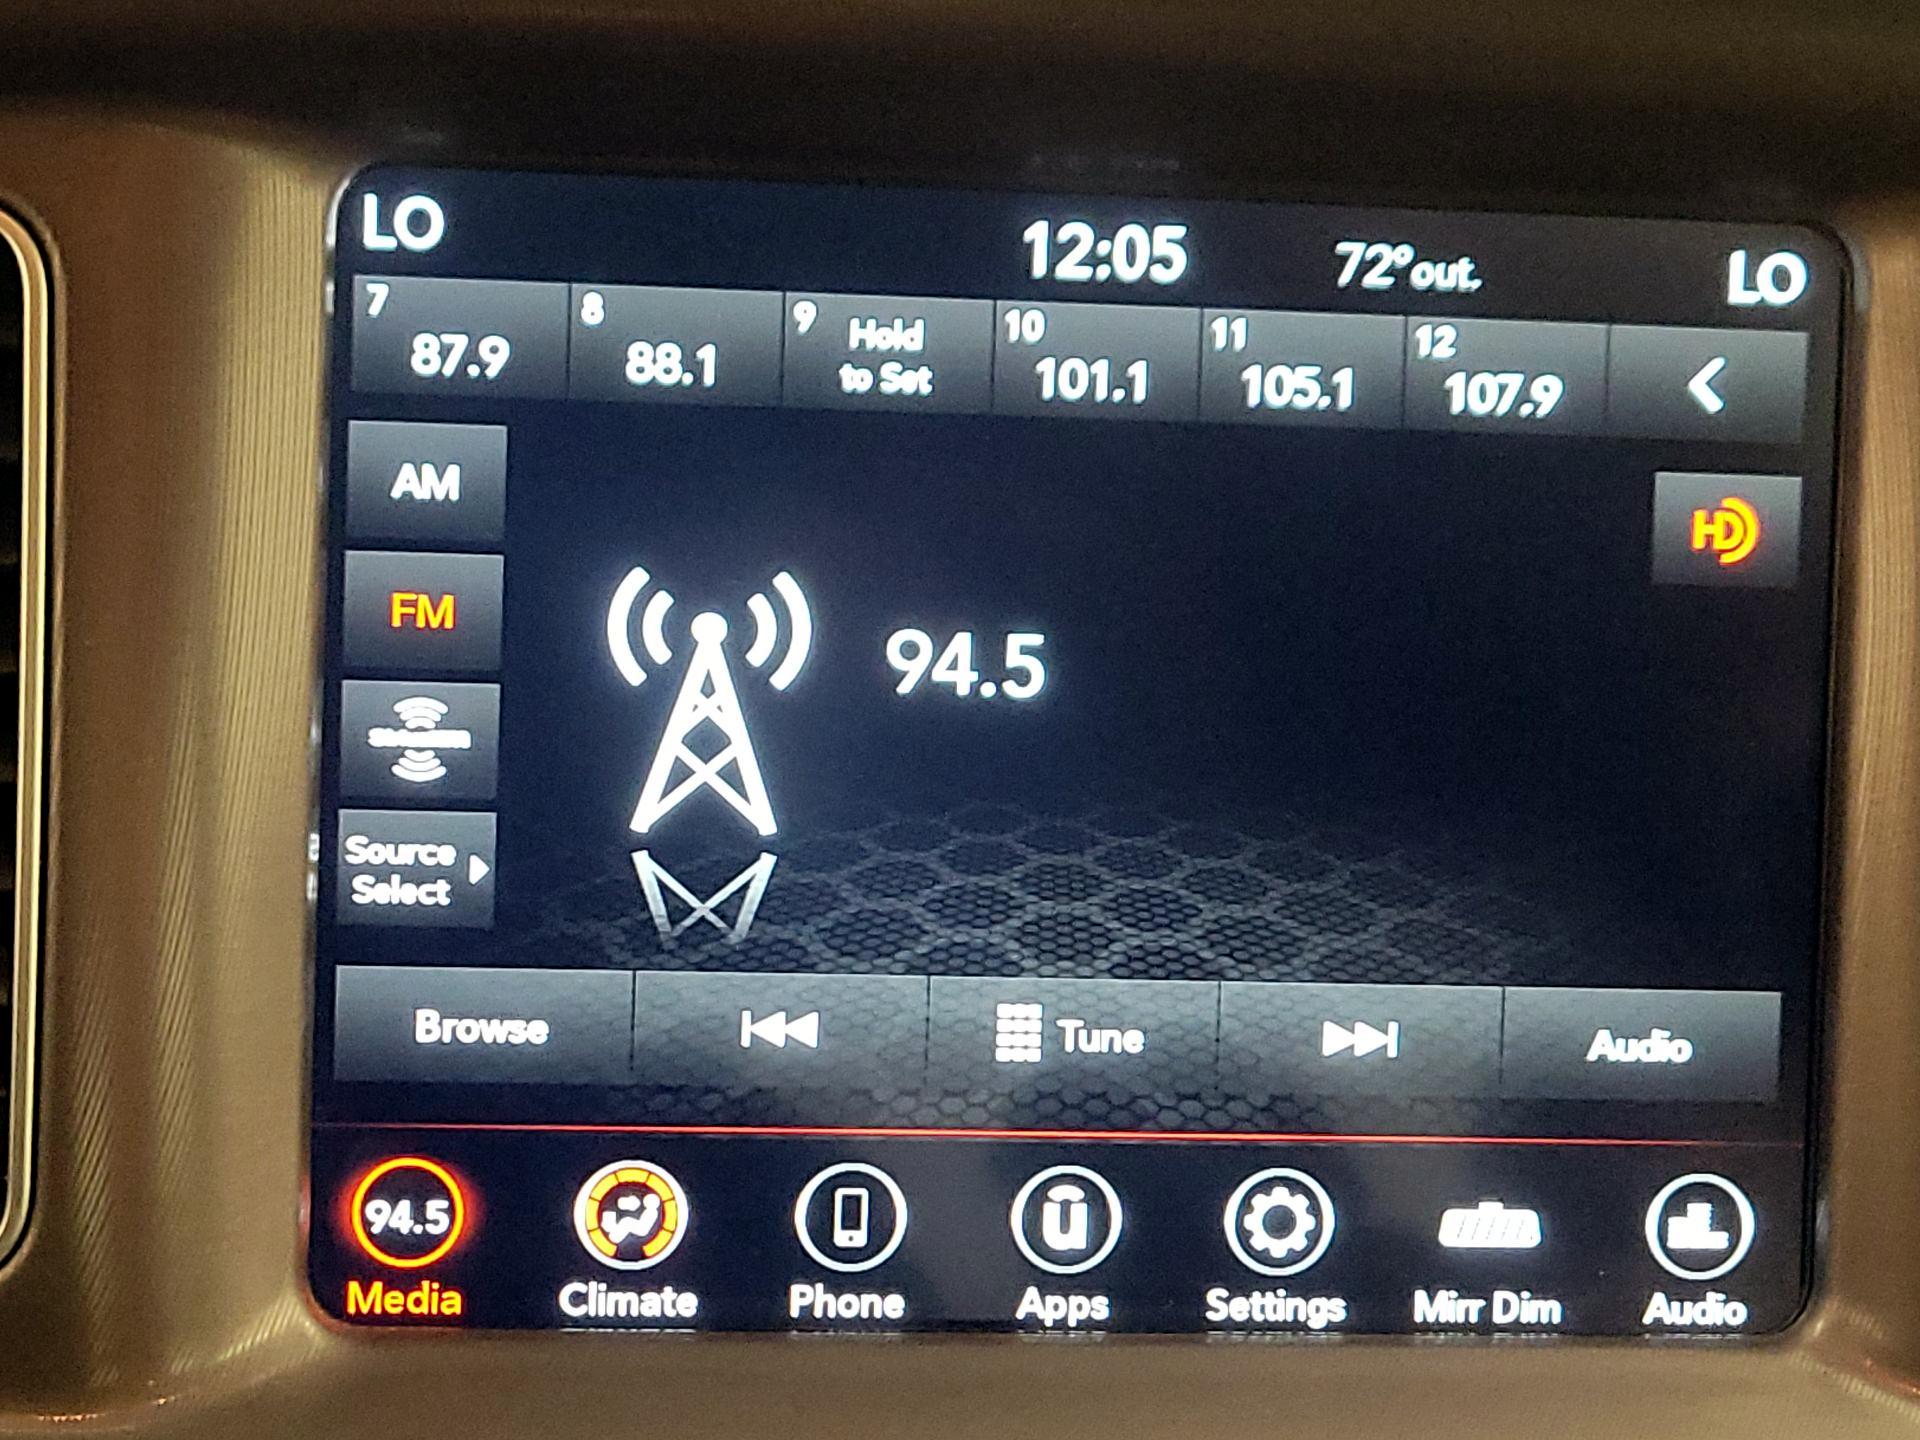 LO 12:05 72° out. LO
7 87.9
8 88.1
9 Hold
to Set
10 101.1
11 105.1
12 107.9
AM
FM
94.5
HD
Source
Select
Browse
Tune
Audio
94.5
Media
Climate
Phone
u
Apps
Settings
Mirr Dim
Audio